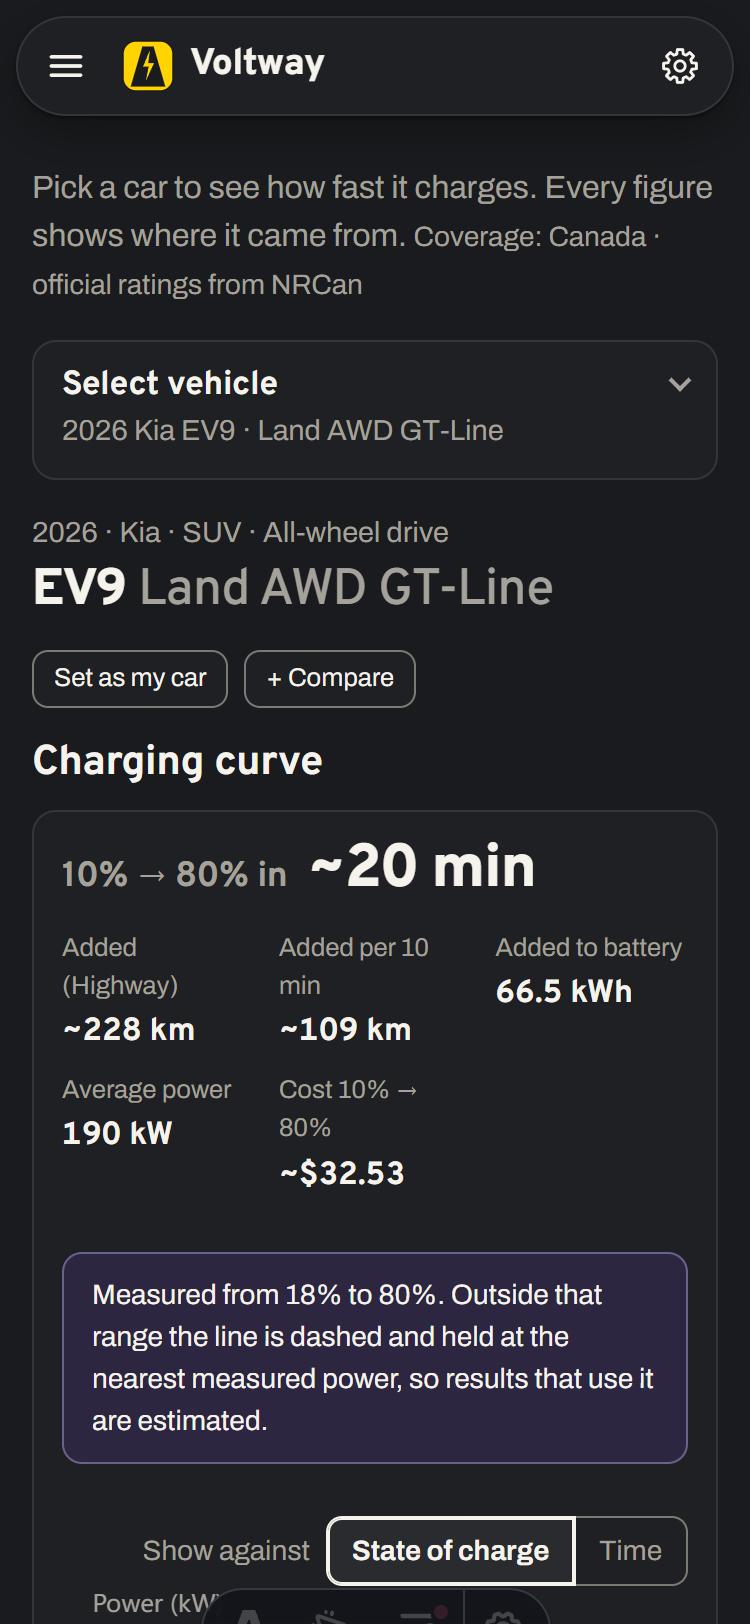 Voltway
Pick a car to see how fast it charges. Every figure
shows where it came from. Coverage: Canada ·
official ratings from NRCan
Select vehicle
2026 Kia EV9 · Land AWD GT-Line
2026 · Kia · SUV · All-wheel drive
EV9 Land AWD GT-Line
Set as my car
+ Compare
Charging curve
10% → 80% in ~20 min
Added
(Highway)
~228 km
Added per 10
min
~109 km
Added to battery
66.5 kWh
Average power
190 kW
Cost 10% →
80%
~$32.53
Measured from 18% to 80%. Outside that
range the line is dashed and held at the
nearest measured power, so results that use it
are estimated.
Show against
State of charge
Time
Power